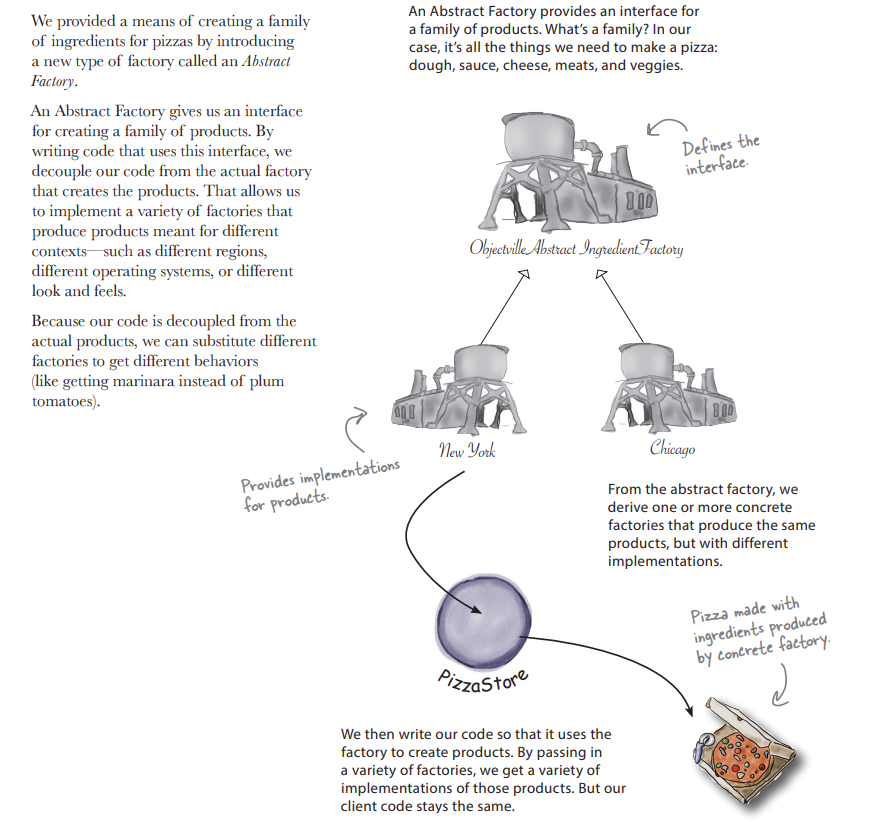 We provided a means of creating a family
of ingredients for pizzas by introducing
a new type of factory called an Abstract
Factory.
An Abstract Factory gives us an interface
for creating a family of products. By
writing code that uses this interface, we
decouple our code from the actual factory
that creates the products. That allows us
to implement a variety of factories that
produce products meant for different
contexts—such as different regions,
different operating systems, or different
look and feels.
Because our code is decoupled from the
actual products, we can substitute different
factories to get different behaviors
(like getting marinara instead of plum
tomatoes).
An Abstract Factory provides an interface for
a family of products. What's a family? In our
case, it's all the things we need to make a pizza:
dough, sauce, cheese, meats, and veggies.
Defines the
interface.
Objectville Abstract IngredientFactory
New York
Chicago
Provides implementations
for products.
From the abstract factory, we
derive one or more concrete
factories that produce the same
products, but with different
implementations.
PizzaStore
Pizza made with
ingredients produced
by concrete factory.
We then write our code so that it uses the
factory to create products. By passing in
a variety of factories, we get a variety of
implementations of those products. But our
client code stays the same.